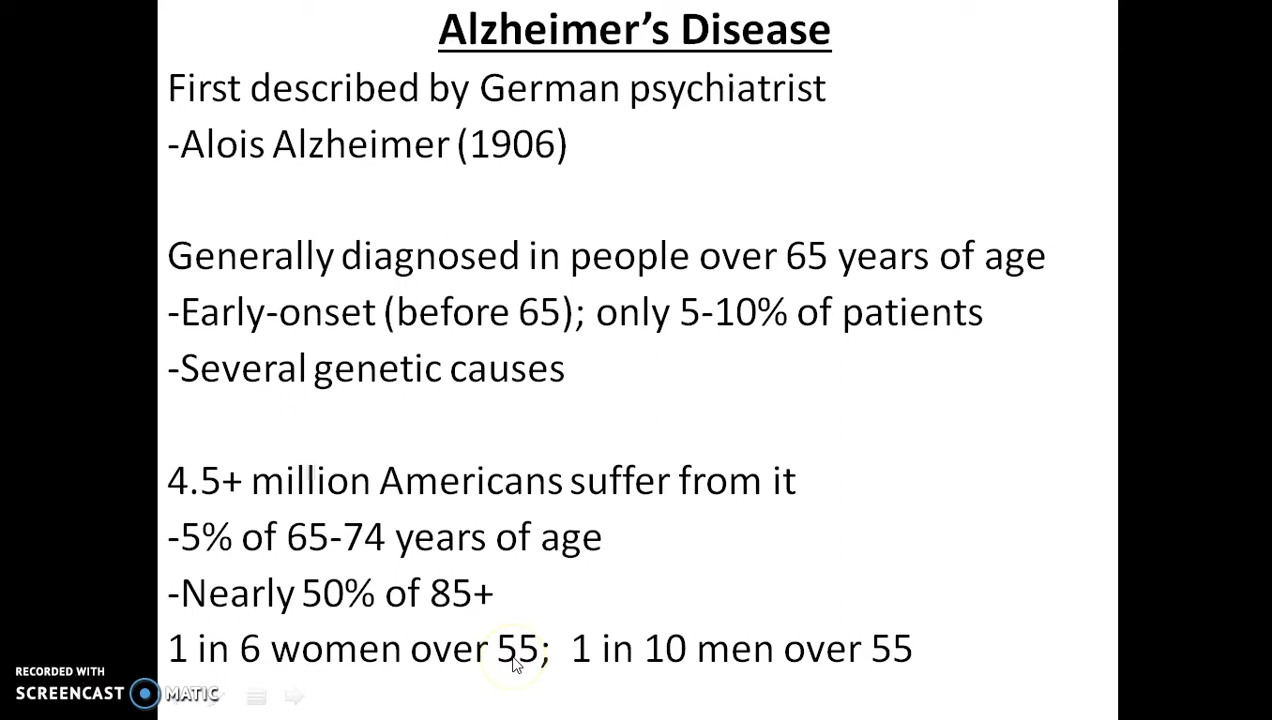 Alzheimer's Disease
First described by German psychiatrist
-Alois Alzheimer (1906)
Generally diagnosed in people over 65 years of age
-Early-onset (before 65); only 5-10% of patients
-Several genetic causes
4.5+ million Americans suffer from it
-5% of 65-74 years of age
-Nearly 50% of 85+
1 in 6 women over 55; 1 in 10 men over 55
RECORDED WITH
SCREENCAST MATIC